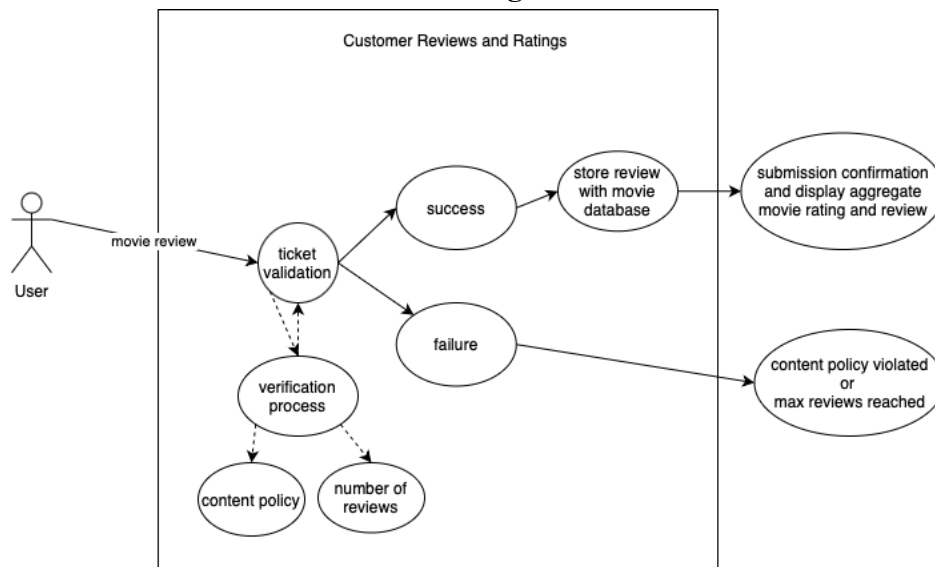 Customer Reviews and Ratings
User
movie review
ticket
validation
success
store review
with movie
database
submission confirmation
and display aggregate
movie rating and review
failure
content policy violated
or
max reviews reached
verification
process
content policy
number of
reviews